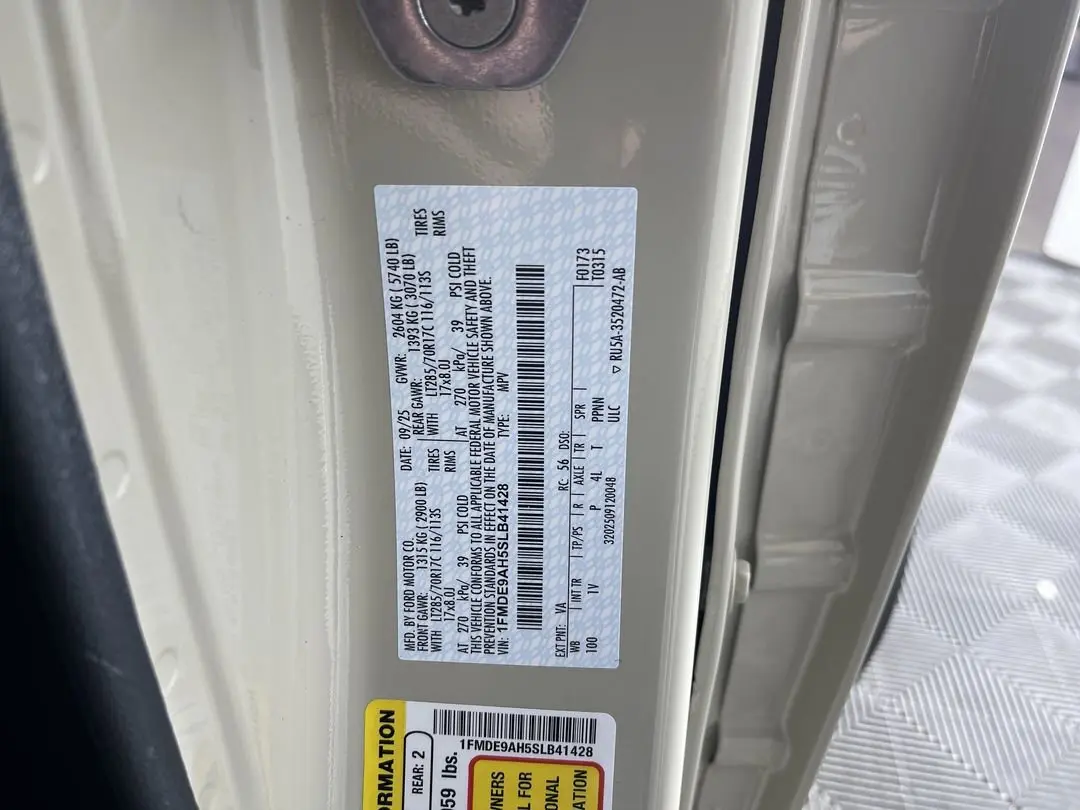 MFD. BY FORD MOTOR CO. DATE: 09/25 GVWR: 2604 KG ( 5740 LB)
FRONT GAWR: 1315 KG ( 2900 LB) REAR GAWR: 1393 KG ( 3070 LB)
WITH LT285/70R17C 116/113S TIRES WITH LT285/70R17C 116/113S TIRES
17x8.0J RIMS 17x8.0J RIMS
AT 270 kPa/ 39 PSI COLD AT 270 kPa/ 39 PSI COLD
THIS VEHICLE CONFORMS TO ALL APPLICABLE FEDERAL MOTOR VEHICLE SAFETY AND THEFT
PREVENTION STANDARDS IN EFFECT ON THE DATE OF MANUFACTURE SHOWN ABOVE.
VIN: 1FMDE9AH5SLB41428 TYPE: MPV
EXT PNT: VA RC: 56 DSO: F0173
WB INT TR TP/PS R AXLE TR SPR T0315
100 1V P 4L T PPNN
3202509120048 ULC ▽ RU5A-3520472-AB
1FMDE9AH5SLB41428
REAR: 2
959 lbs.